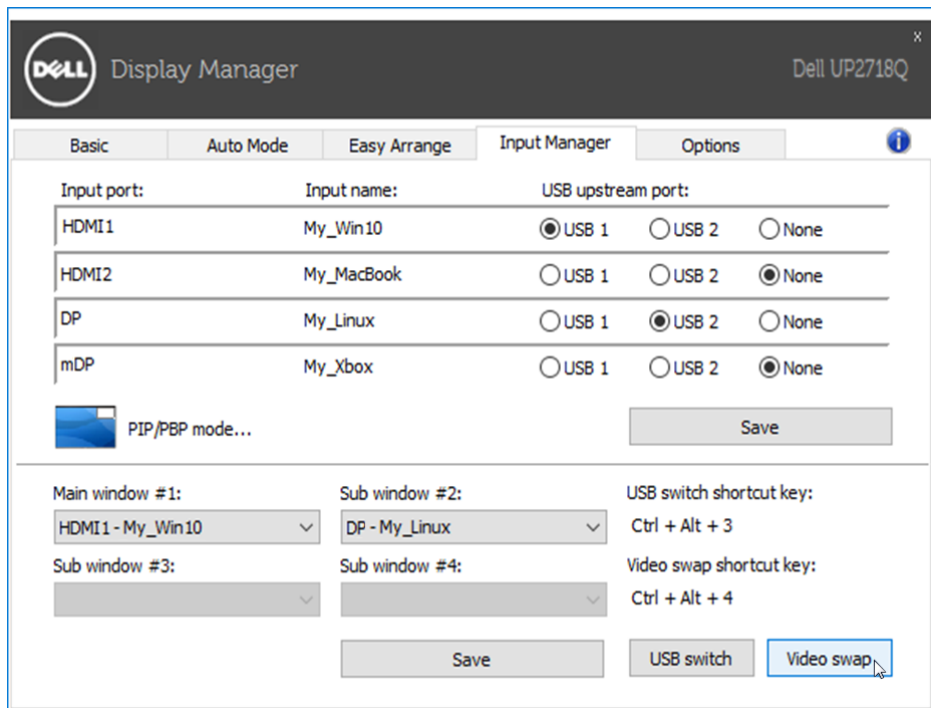 x
DELL Display Manager Dell UP2718Q
Basic Auto Mode Easy Arrange Input Manager Options i
Input port: Input name: USB upstream port:
HDMI1 My_Win10 USB 1 USB 2 None
HDMI2 My_MacBook USB 1 USB 2 None
DP My_Linux USB 1 USB 2 None
mDP My_Xbox USB 1 USB 2 None
PIP/PBP mode... Save
Main window #1: Sub window #2: USB switch shortcut key:
HDMI1 - My_Win10 DP - My_Linux Ctrl + Alt + 3
Sub window #3: Sub window #4: Video swap shortcut key:
Ctrl + Alt + 4
Save USB switch Video swap